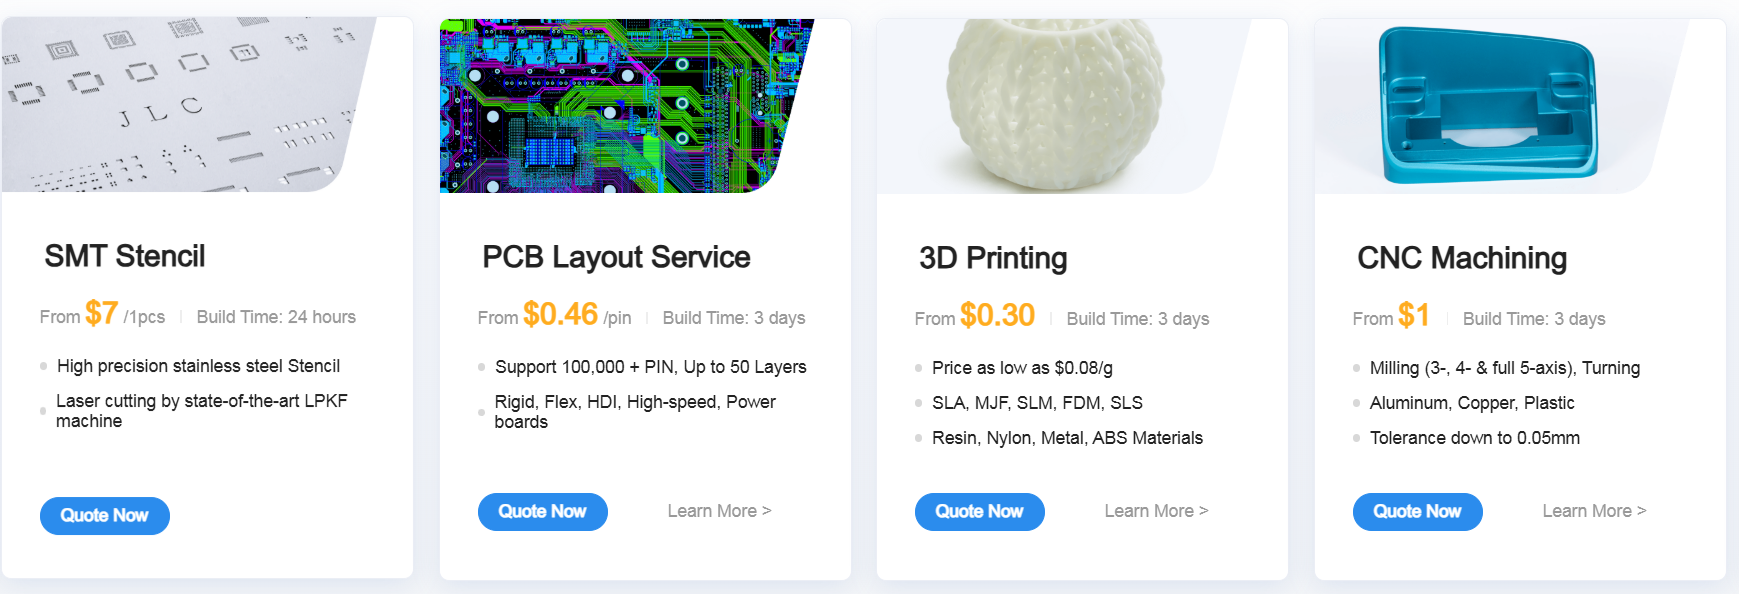 JLC
SMT Stencil
From $7 /1pcs | Build Time: 24 hours
High precision stainless steel Stencil
Laser cutting by state-of-the-art LPKF
machine
Quote Now
PCB Layout Service
From $0.46 /pin | Build Time: 3 days
Support 100,000 + PIN, Up to 50 Layers
Rigid, Flex, HDI, High-speed, Power
boards
Quote Now Learn More >
3D Printing
From $0.30 | Build Time: 3 days
Price as low as $0.08/g
SLA, MJF, SLM, FDM, SLS
Resin, Nylon, Metal, ABS Materials
Quote Now Learn More >
CNC Machining
From $1 | Build Time: 3 days
Milling (3-, 4- & full 5-axis), Turning
Aluminum, Copper, Plastic
Tolerance down to 0.05mm
Quote Now Learn More >